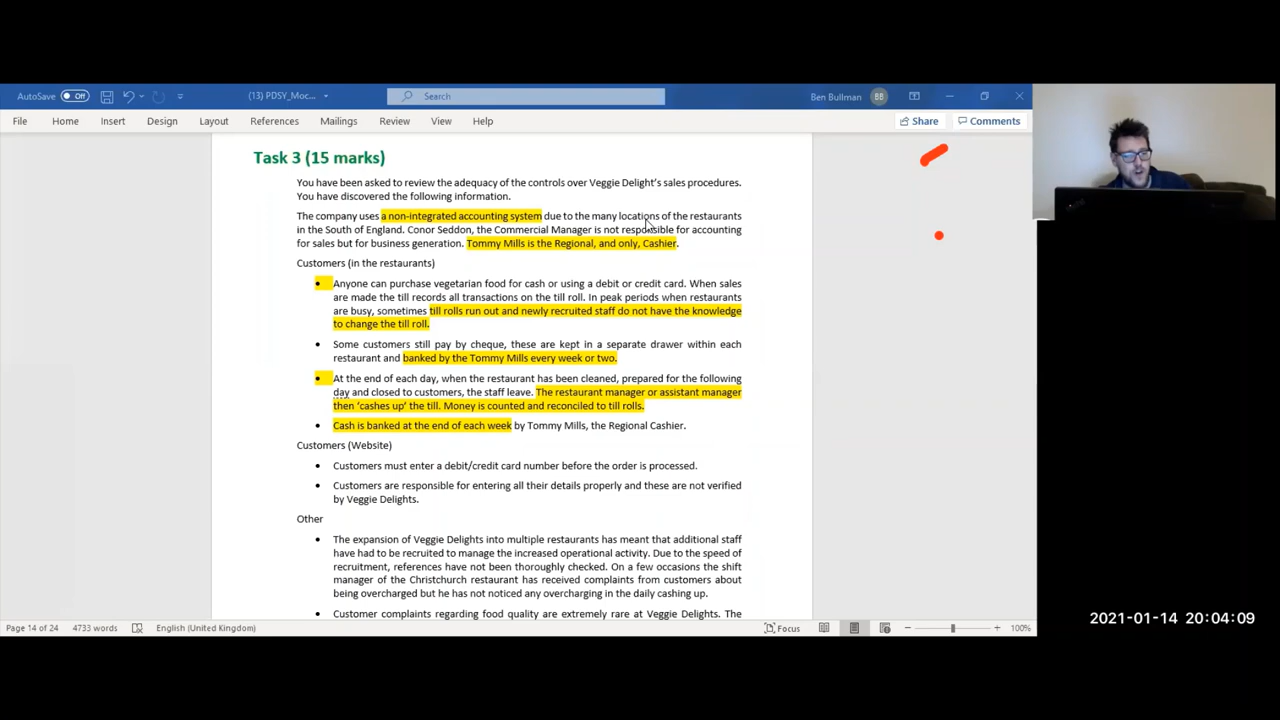 AutoSave Off
(13) PDSY_Moc...
Search
Ben Bullman BB
File Home Insert Design Layout References Mailings Review View Help
Share Comments
Task 3 (15 marks)
You have been asked to review the adequacy of the controls over Veggie Delight's sales procedures.
You have discovered the following information.
The company uses a non-integrated accounting system due to the many locations of the restaurants
in the South of England. Conor Seddon, the Commercial Manager is not responsible for accounting
for sales but for business generation. Tommy Mills is the Regional, and only, Cashier.
Customers (in the restaurants)
• Anyone can purchase vegetarian food for cash or using a debit or credit card. When sales
are made the till records all transactions on the till roll. In peak periods when restaurants
are busy, sometimes till rolls run out and newly recruited staff do not have the knowledge
to change the till roll.
• Some customers still pay by cheque, these are kept in a separate drawer within each
restaurant and banked by the Tommy Mills every week or two.
• At the end of each day, when the restaurant has been cleaned, prepared for the following
day and closed to customers, the staff leave. The restaurant manager or assistant manager
then 'cashes up' the till. Money is counted and reconciled to till rolls.
• Cash is banked at the end of each week by Tommy Mills, the Regional Cashier.
Customers (Website)
• Customers must enter a debit/credit card number before the order is processed.
• Customers are responsible for entering all their details properly and these are not verified
by Veggie Delights.
Other
• The expansion of Veggie Delights into multiple restaurants has meant that additional staff
have had to be recruited to manage the increased operational activity. Due to the speed of
recruitment, references have not been thoroughly checked. On a few occasions the shift
manager of the Christchurch restaurant has received complaints from customers about
being overcharged but he has not noticed any overcharging in the daily cashing up.
• Customer complaints regarding food quality are extremely rare at Veggie Delights. The
Page 14 of 24 4733 words English (United Kingdom) Focus 100%
2021-01-14 20:04:09